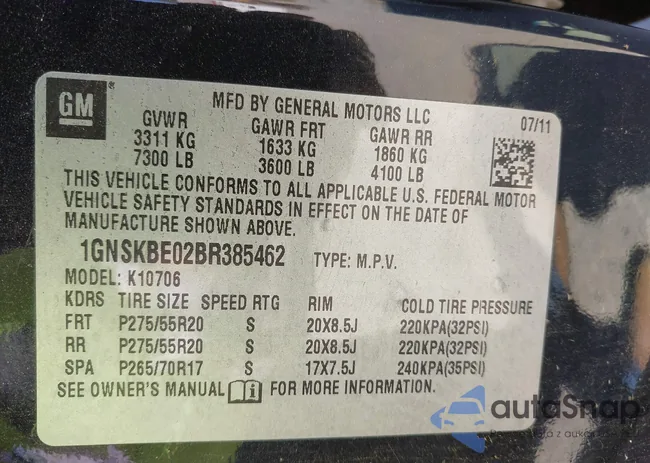 GM
MFD BY GENERAL MOTORS LLC
07/11
GVWR GAWR FRT GAWR RR
3311 KG 1633 KG 1860 KG
7300 LB 3600 LB 4100 LB
THIS VEHICLE CONFORMS TO ALL APPLICABLE U.S. FEDERAL MOTOR
VEHICLE SAFETY STANDARDS IN EFFECT ON THE DATE OF
MANUFACTURE SHOWN ABOVE.
1GNSKBE02BR385462 TYPE: M.P.V.
MODEL: K10706
KDRS TIRE SIZE SPEED RTG RIM COLD TIRE PRESSURE
FRT P275/55R20 S 20X8.5J 220KPA(32PSI)
RR P275/55R20 S 20X8.5J 220KPA(32PSI)
SPA P265/70R17 S 17X7.5J 240KPA(35PSI)
SEE OWNER'S MANUAL FOR MORE INFORMATION.
autoSnap
z aukcji